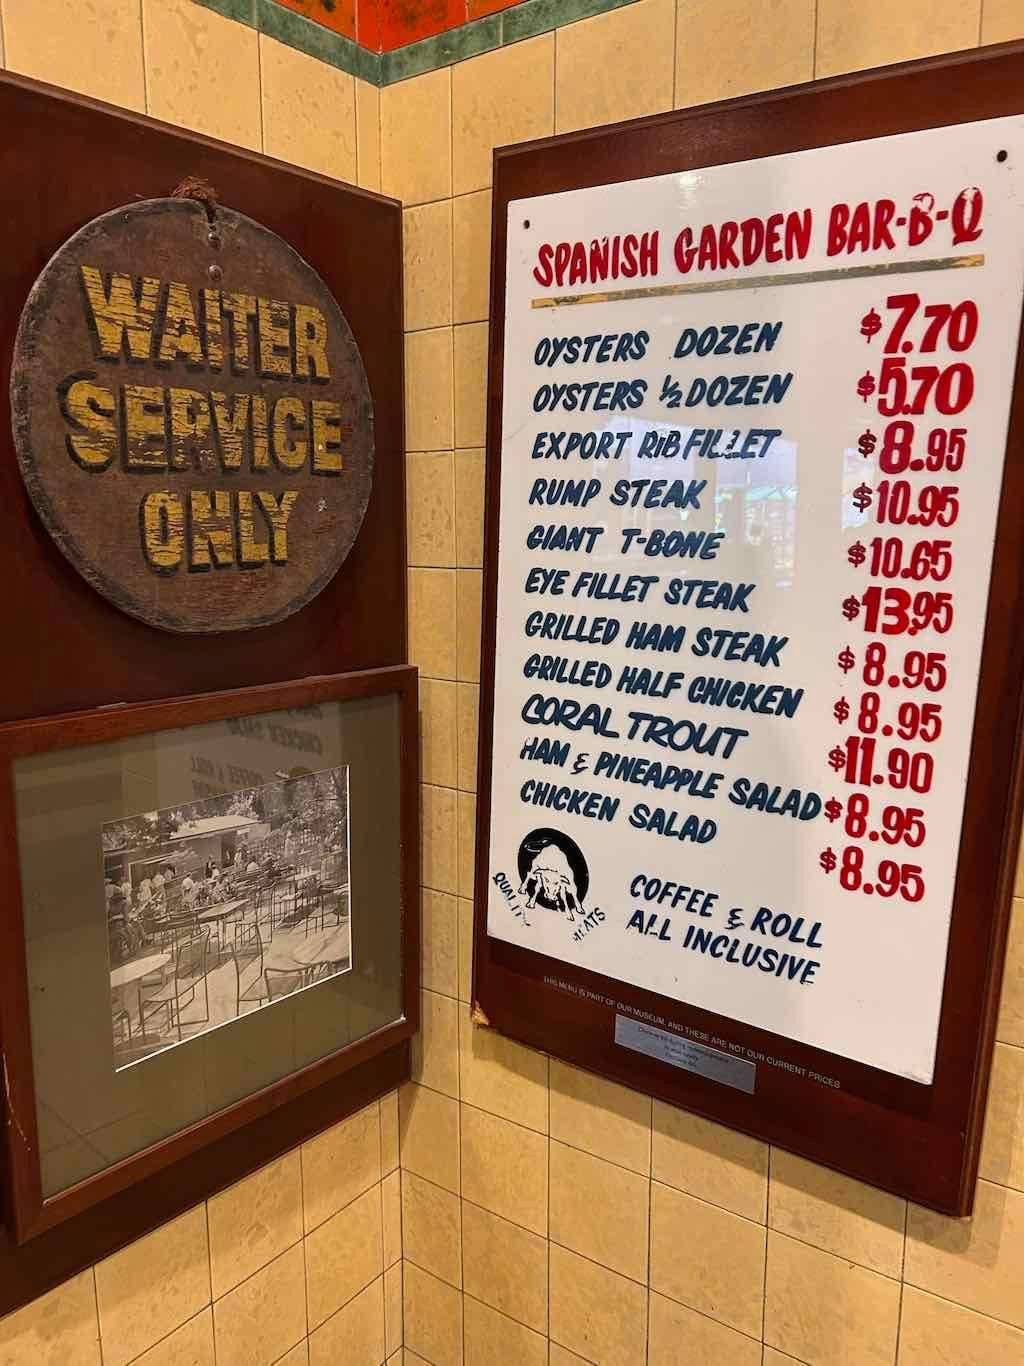 WAITER
SERVICE
ONLY
SPANISH GARDEN BAR-B-Q
OYSTERS DOZEN $7.70
OYSTERS ½ DOZEN $5.70
EXPORT RIB FILLET $8.95
RUMP STEAK $10.95
GIANT T-BONE $10.65
EYE FILLET STEAK $13.95
GRILLED HAM STEAK $8.95
GRILLED HALF CHICKEN $8.95
CORAL TROUT $11.90
HAM & PINEAPPLE SALAD $8.95
CHICKEN SALAD $8.95
QUALITY MEATS
COFFEE & ROLL
ALL INCLUSIVE
THIS MENU IS PART OF OUR MUSEUM, AND THESE ARE NOT OUR CURRENT PRICES